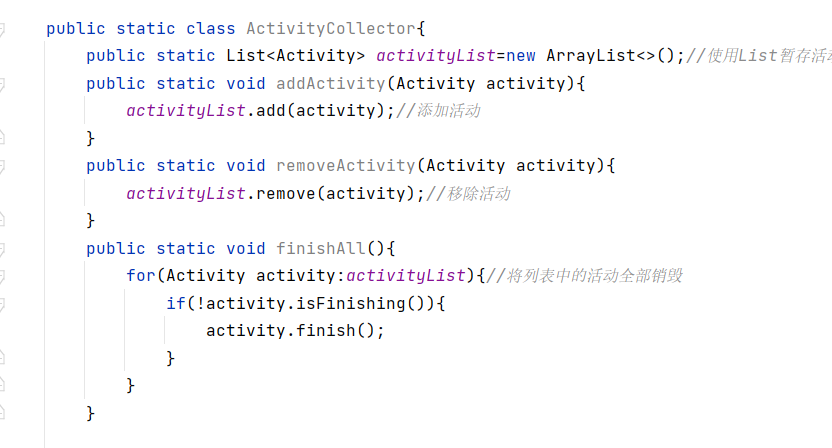 public static class ActivityCollector{
public static List<Activity> activityList=new ArrayList<>();//使用List暂存活
public static void addActivity(Activity activity){
activityList.add(activity);//添加活动
}
public static void removeActivity(Activity activity){
activityList.remove(activity);//移除活动
}
public static void finishAll(){
for(Activity activity:activityList){//将列表中的活动全部销毁
if(!activity.isFinishing()){
activity.finish();
}
}
}